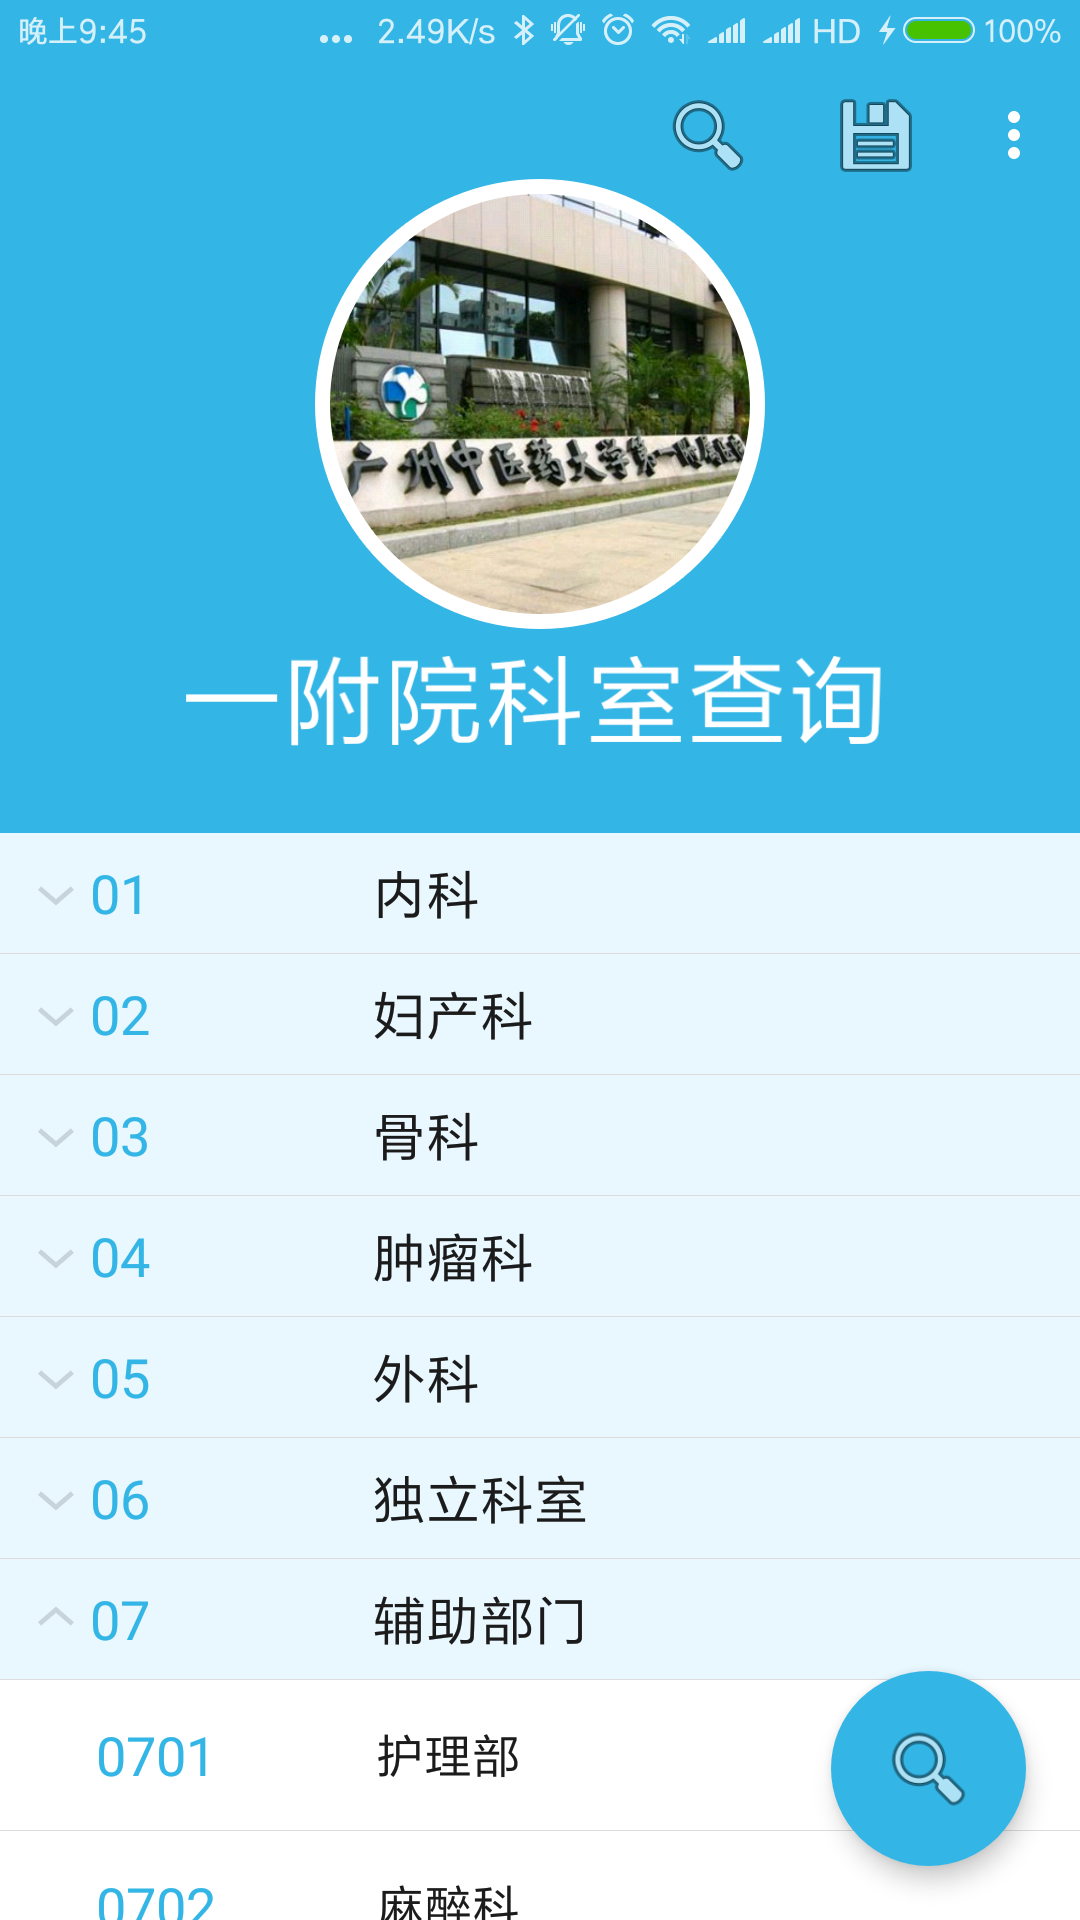 晚上9:45 ... 2.49K/s HD 100%
广州中医药大学第一附属医院
一附院科室查询
01 内科
02 妇产科
03 骨科
04 肿瘤科
05 外科
06 独立科室
07 辅助部门
0701 护理部
0702 麻醉科